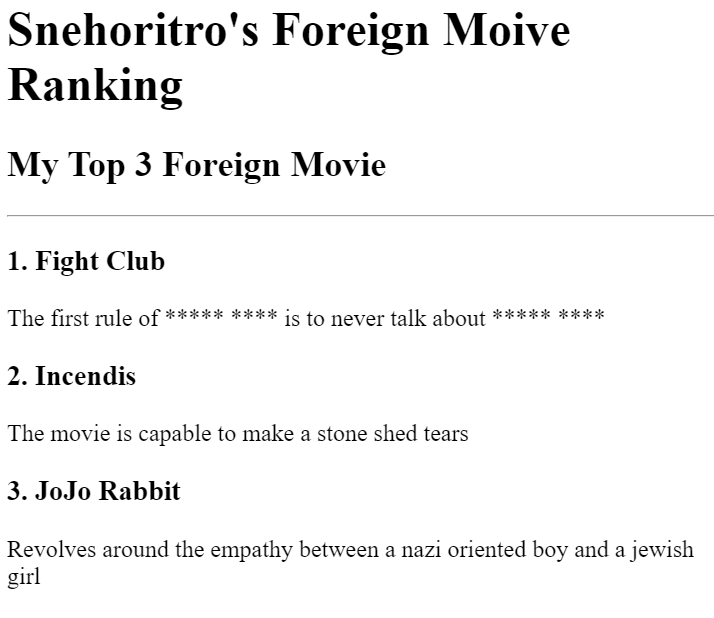 Snehoritro's Foreign Moive
Ranking
My Top 3 Foreign Movie
1. Fight Club
The first rule of ***** **** is to never talk about ***** ****
2. Incendis
The movie is capable to make a stone shed tears
3. JoJo Rabbit
Revolves around the empathy between a nazi oriented boy and a jewish
girl